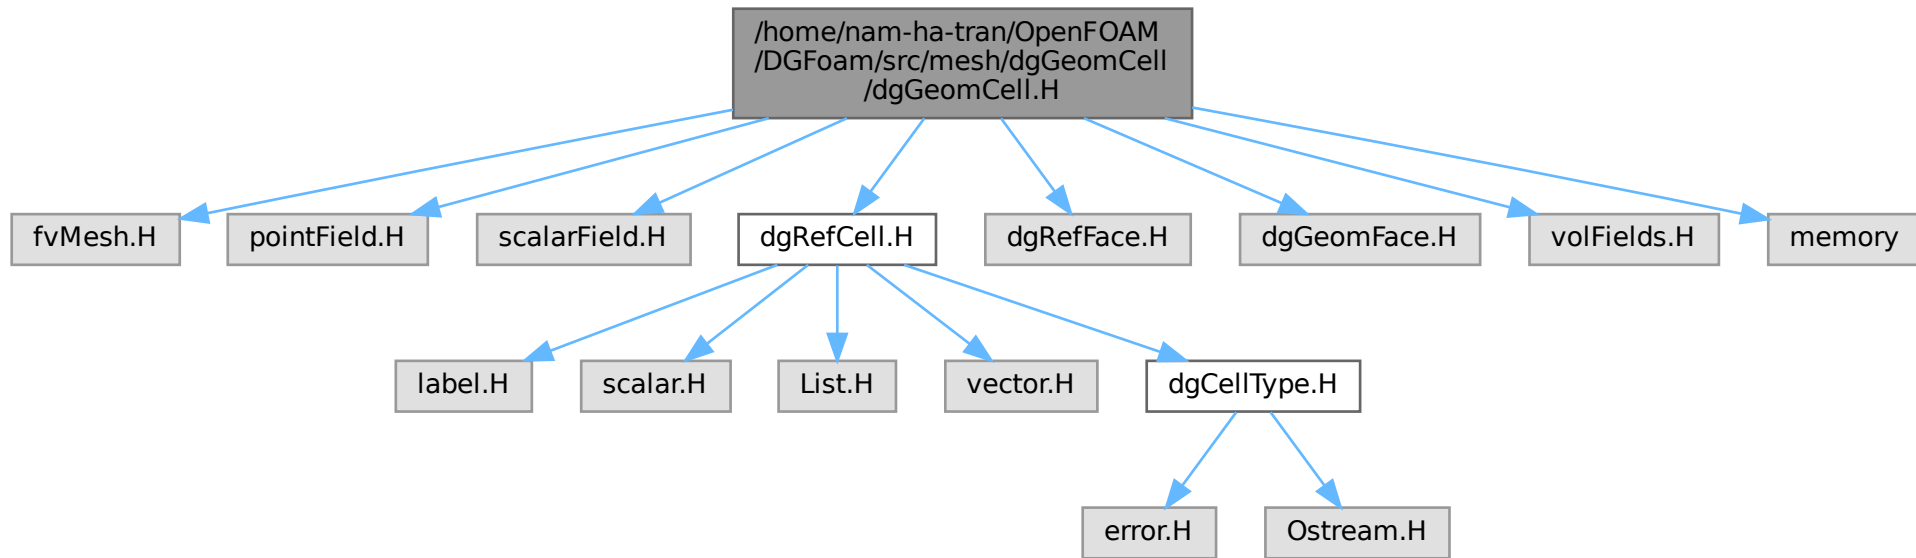 /home/nam-ha-tran/OpenFOAM
/DGFoam/src/mesh/dgGeomCell
/dgGeomCell.H
fvMesh.H
pointField.H
scalarField.H
dgRefCell.H
dgRefFace.H
dgGeomFace.H
volFields.H
memory
label.H
scalar.H
List.H
vector.H
dgCellType.H
error.H
Ostream.H